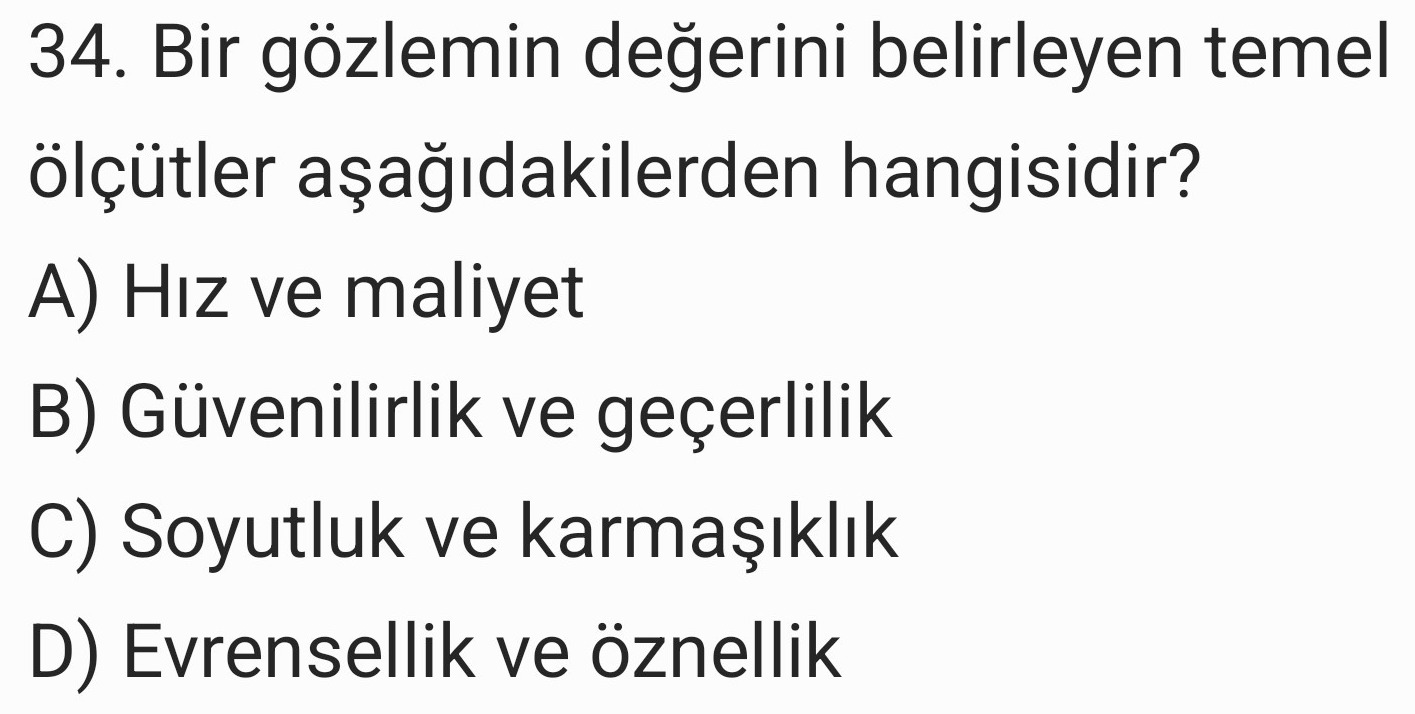 34. Bir gözlemin değerini belirleyen temel
ölçütler aşağıdakilerden hangisidir?
A) Hız ve maliyet
B) Güvenilirlik ve geçerlilik
C) Soyutluk ve karmaşıklık
D) Evrensellik ve öznellik